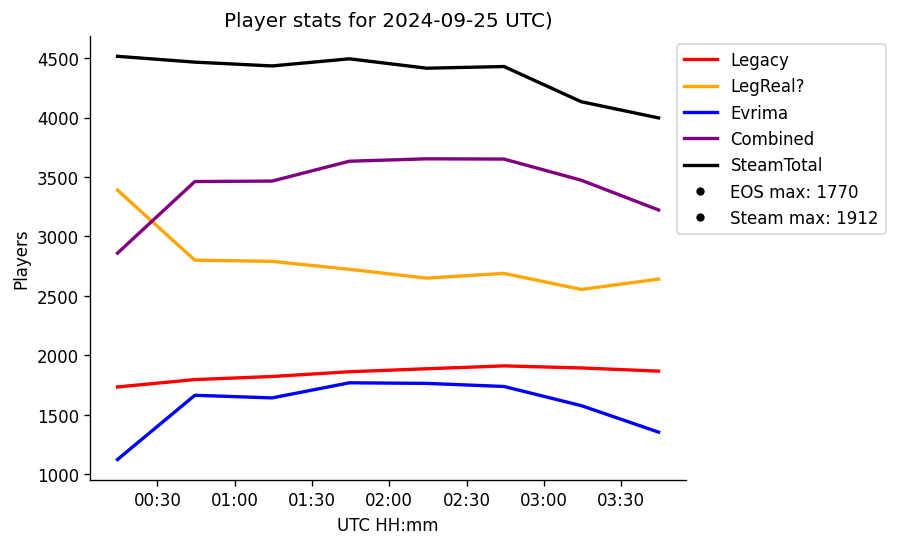 Player stats for 2024-09-25 UTC)
Legacy
LegReal?
Evrima
Combined
SteamTotal
EOS max: 1770
Steam max: 1912
Players
4500
4000
3500
3000
2500
2000
1500
1000
00:30 01:00 01:30 02:00 02:30 03:00 03:30
UTC HH:mm